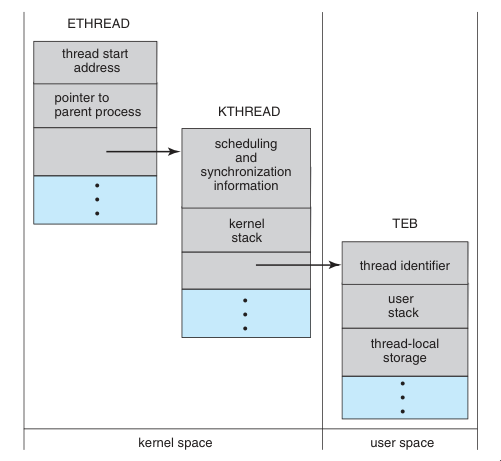 ETHREAD
thread start
address
pointer to
parent process
KTHREAD
scheduling
and
synchronization
information
kernel
stack
TEB
thread identifier
user
stack
thread-local
storage
kernel space
user space